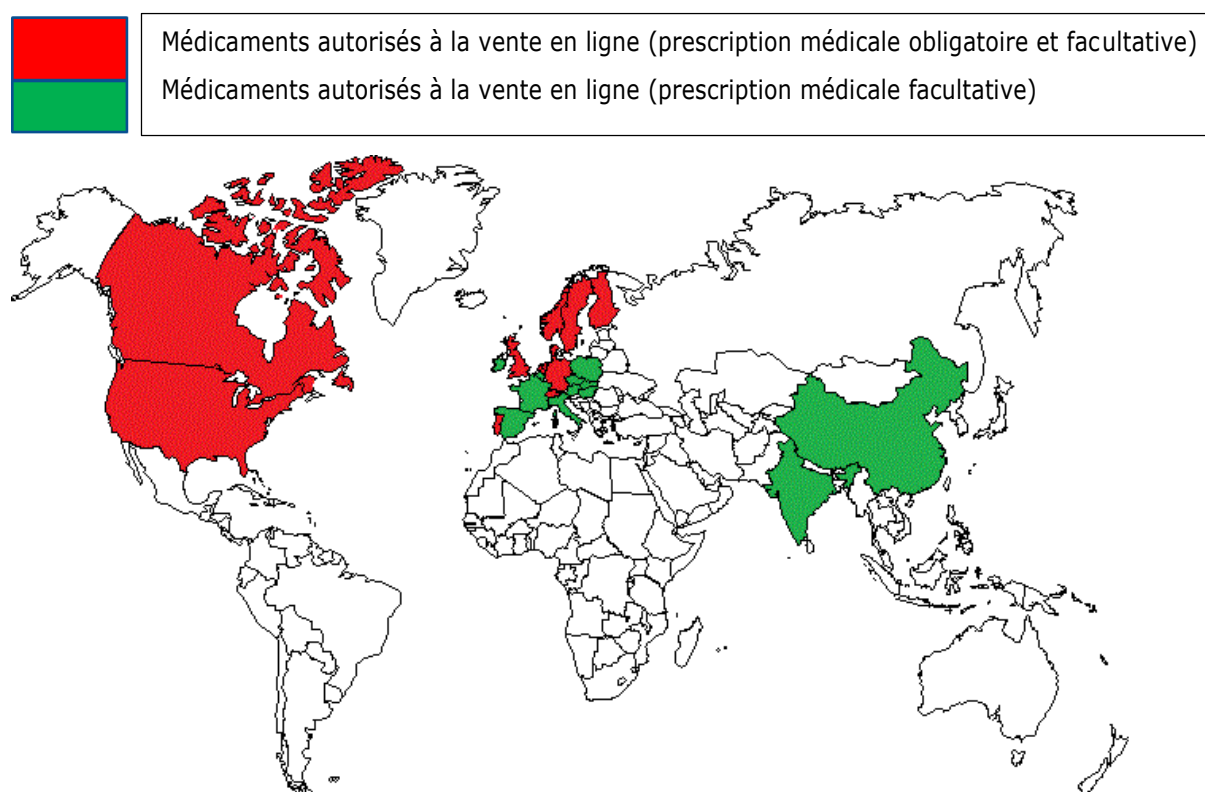 Médicaments autorisés à la vente en ligne (prescription médicale obligatoire et facultative)
Médicaments autorisés à la vente en ligne (prescription médicale facultative)